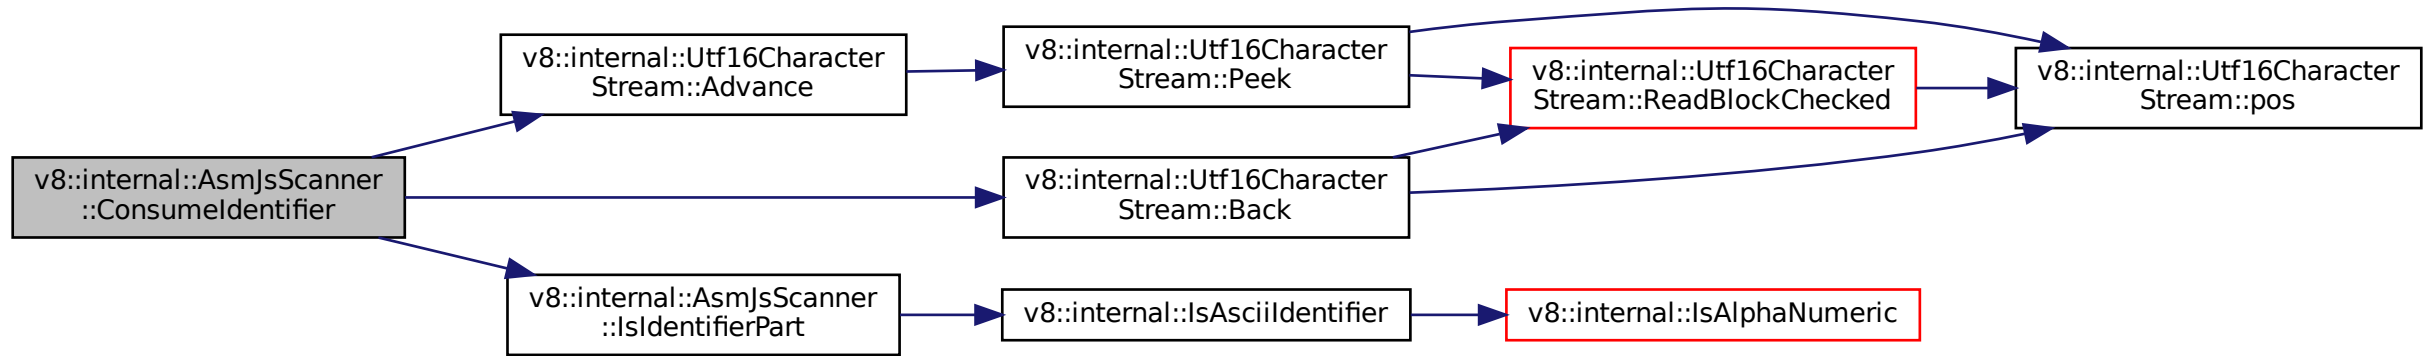 v8::internal::AsmJsScanner
::ConsumeIdentifier
v8::internal::Utf16Character
Stream::Advance
v8::internal::Utf16Character
Stream::Peek
v8::internal::Utf16Character
Stream::ReadBlockChecked
v8::internal::Utf16Character
Stream::pos
v8::internal::Utf16Character
Stream::Back
v8::internal::AsmJsScanner
::IsIdentifierPart
v8::internal::IsAsciiIdentifier
v8::internal::IsAlphaNumeric